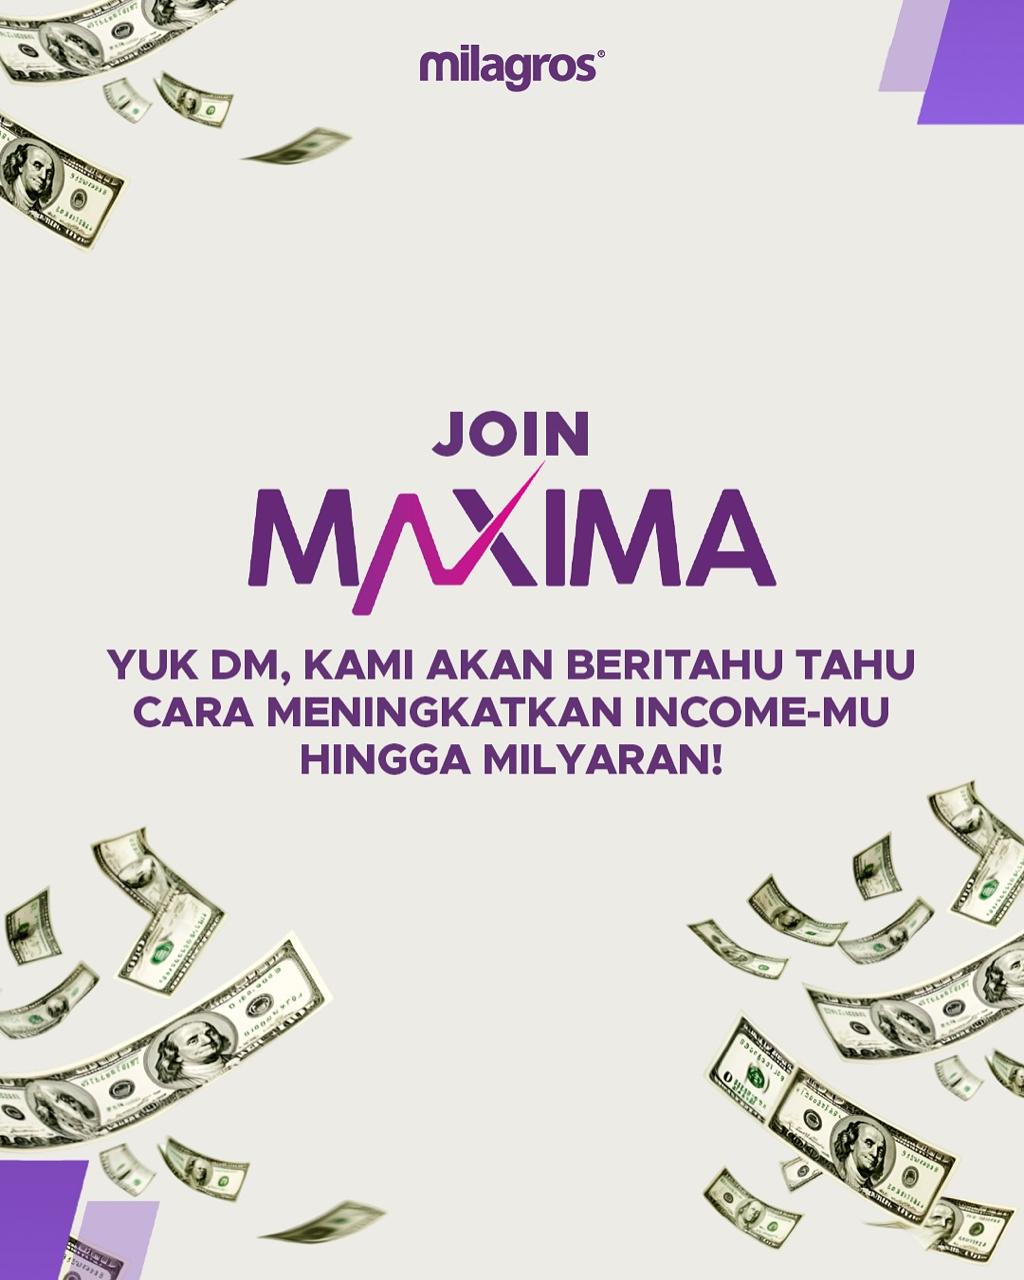 milagros®
JOIN
MAXIMA
YUK DM, KAMI AKAN BERITAHU TAHU
CARA MENINGKATKAN INCOME-MU
HINGGA MILYARAN!